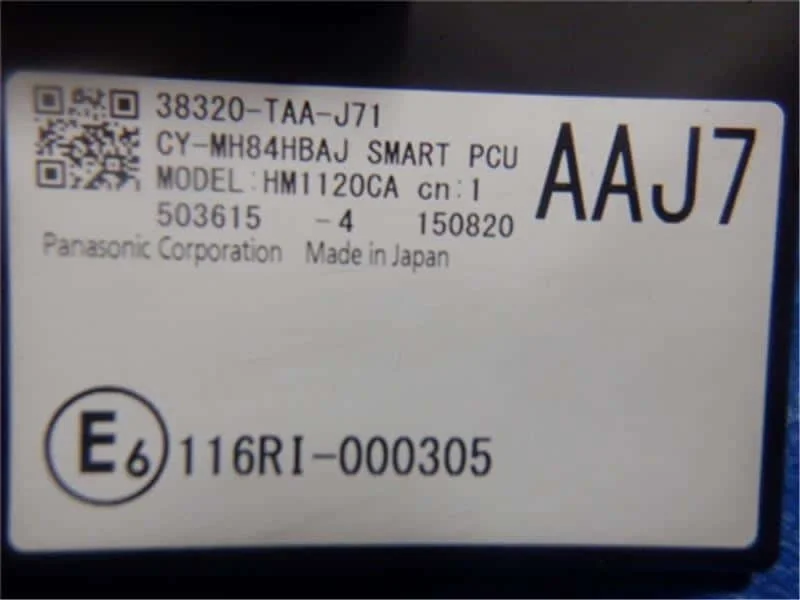 38320-TAA-J71
CY-MH84HBAJ SMART PCU
MODEL:HM1120CA cn:1
AAJ7
503615 -4 150820
Panasonic Corporation Made in Japan
E6 116RI-000305